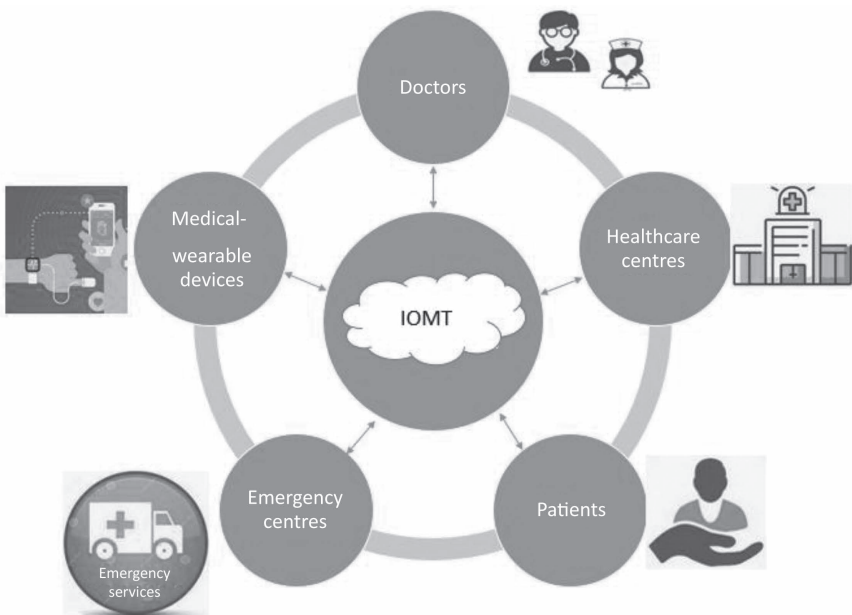 Doctors
Medical-
wearable
devices
Healthcare
centres
IOMT
Emergency
centres
Patients
Emergency
services